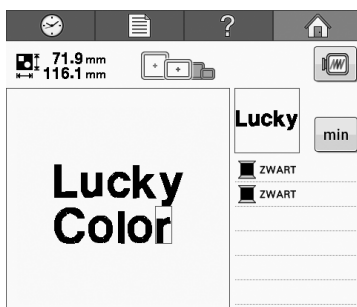 ?
71.9 mm
116.1 mm
Lucky
min
ZWART
ZWART
Lucky
Color